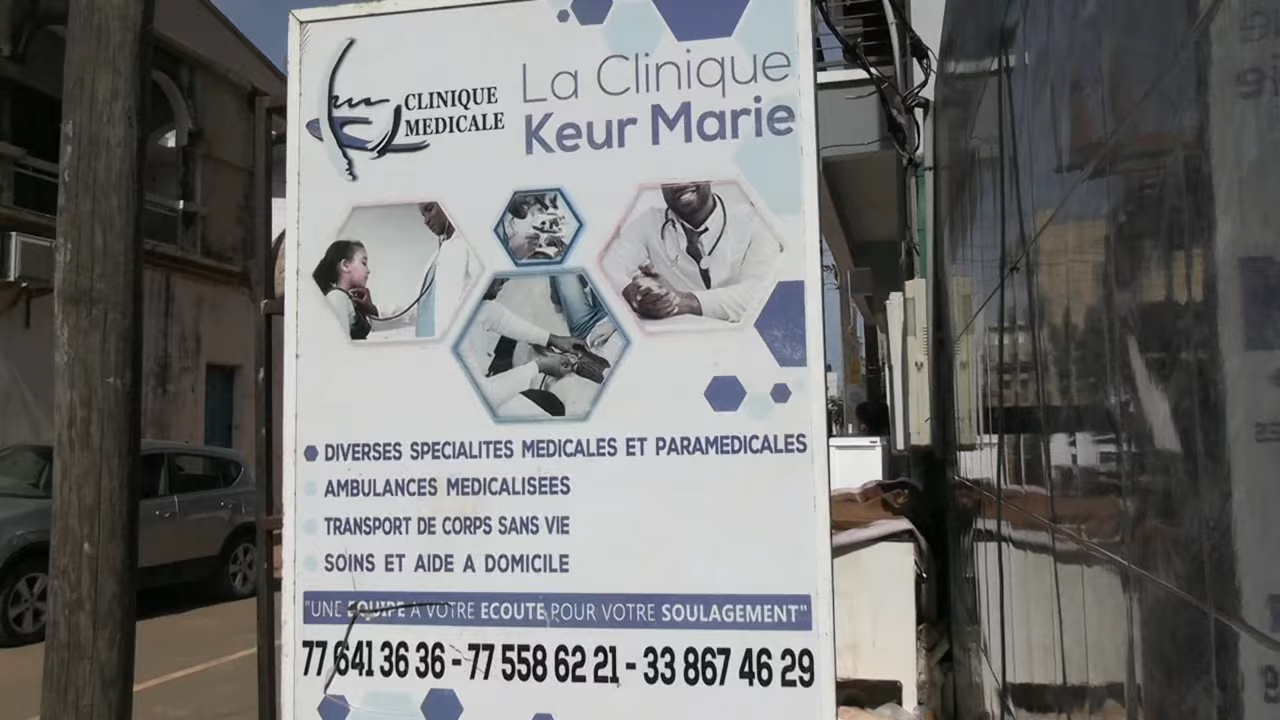 CLINIQUE
MEDICALE
La Clinique
Keur Marie
DIVERSES SPECIALITES MEDICALES ET PARAMEDICALES
AMBULANCES MEDICALISEES
TRANSPORT DE CORPS SANS VIE
SOINS ET AIDE A DOMICILE
"UNE EQUIPE A VOTRE ECOUTE POUR VOTRE SOULAGEMENT"
77 641 36 36 - 77 558 62 21 - 33 867 46 29